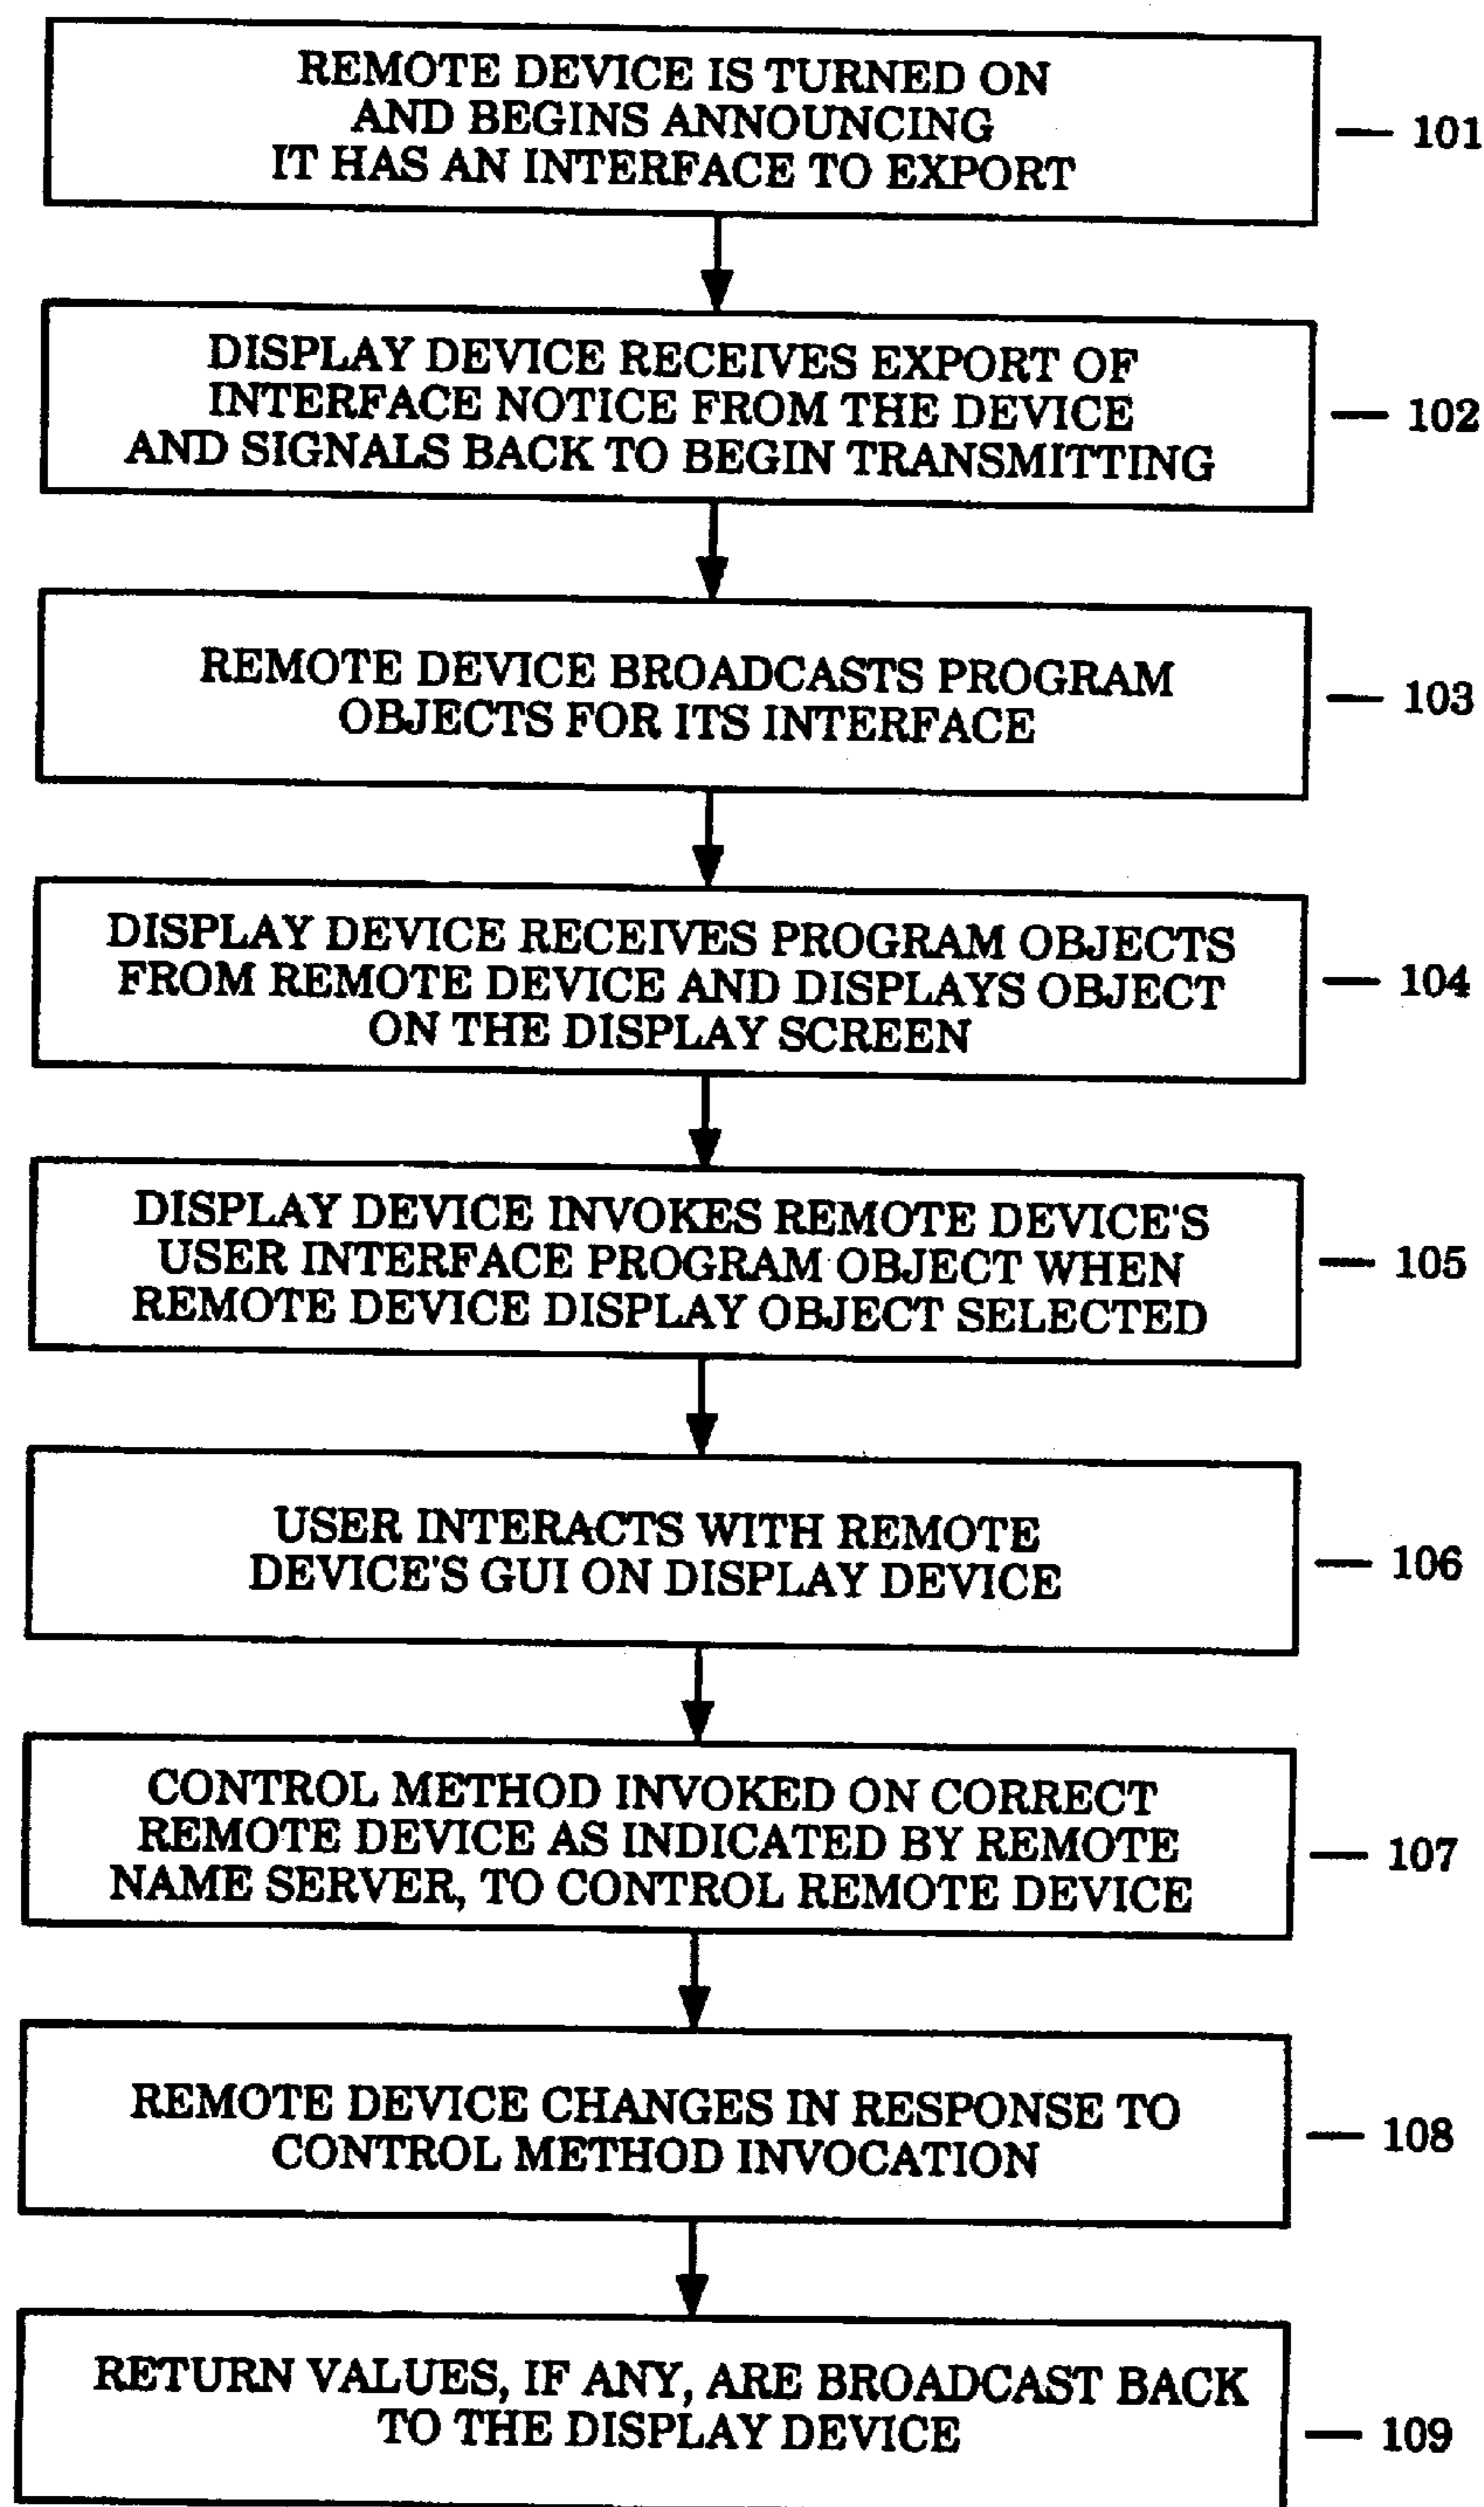 REMOTE DEVICE IS TURNED ON
AND BEGINS ANNOUNCING
IT HAS AN INTERFACE TO EXPORT
101
DISPLAY DEVICE RECEIVES EXPORT OF
INTERFACE NOTICE FROM THE DEVICE
AND SIGNALS BACK TO BEGIN TRANSMITTING
102
REMOTE DEVICE BROADCASTS PROGRAM
OBJECTS FOR ITS INTERFACE
103
DISPLAY DEVICE RECEIVES PROGRAM OBJECTS
FROM REMOTE DEVICE AND DISPLAYS OBJECT
ON THE DISPLAY SCREEN
104
DISPLAY DEVICE INVOKES REMOTE DEVICE'S
USER INTERFACE PROGRAM OBJECT WHEN
REMOTE DEVICE DISPLAY OBJECT SELECTED
105
USER INTERACTS WITH REMOTE
DEVICE'S GUI ON DISPLAY DEVICE
106
CONTROL METHOD INVOKED ON CORRECT
REMOTE DEVICE AS INDICATED BY REMOTE
NAME SERVER, TO CONTROL REMOTE DEVICE
107
REMOTE DEVICE CHANGES IN RESPONSE TO
CONTROL METHOD INVOCATION
108
RETURN VALUES, IF ANY, ARE BROADCAST BACK
TO THE DISPLAY DEVICE
109